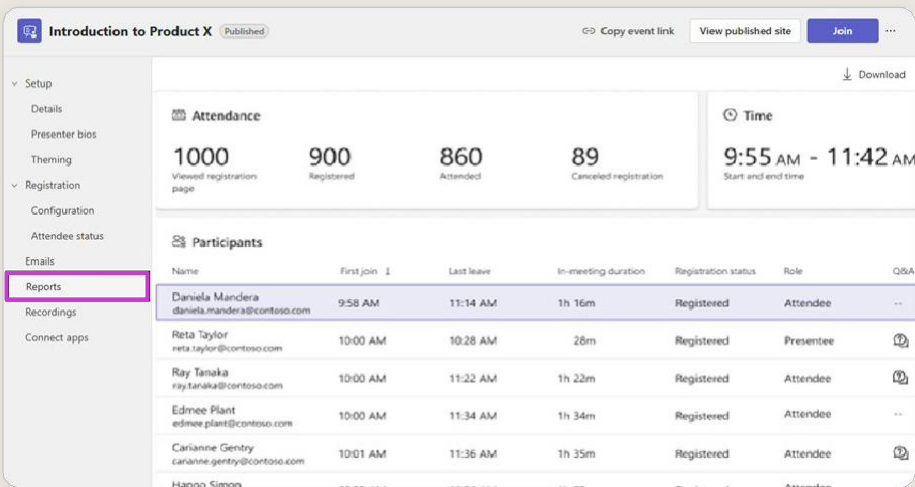 Introduction to Product X Published Copy event link View published site Join ...
Setup
Details
Presenter bios
Theming
Registration
Configuration
Attendee status
Emails
Reports
Recordings
Connect apps
Download
Attendance
1000 900 860 89
Viewed registration page Registered Attended Canceled registration
Time
9:55 AM - 11:42 AM
Start and end time
Participants
Name First join ↓ Last leave In-meeting duration Registration status Role Q&A
Daniela Mandera 9:58 AM 11:14 AM 1h 16m Registered Attendee --
daniela.mandera@contoso.com
Reta Taylor 10:00 AM 10:28 AM 28m Registered Presentee
reta.taylor@contoso.com
Ray Tanaka 10:00 AM 11:22 AM 1h 22m Registered Attendee
ray.tanaka@contoso.com
Edmee Plant 10:00 AM 11:34 AM 1h 34m Registered Attendee --
edmee.plant@contoso.com
Carianne Gentry 10:01 AM 11:36 AM 1h 35m Registered Attendee
carianne.gentry@contoso.com